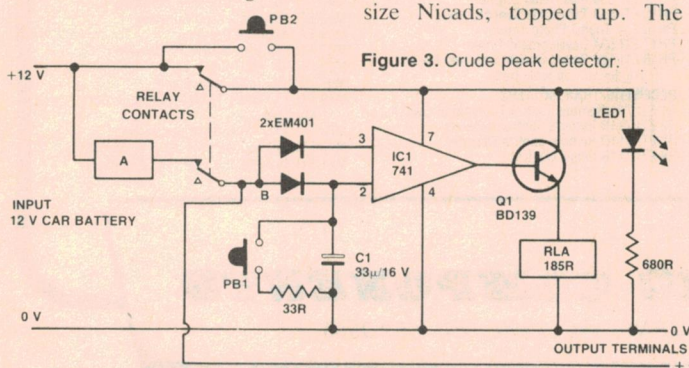 size Nicads, topped up. The
Figure 3. Crude peak detector.
PB2
+12 V
RELAY
CONTACTS
2xEM401
LED1
A
B
3
2
7
4
IC1
741
Q1
BD139
INPUT
12 V CAR BATTERY
PB1
C1
33μ/16 V
33R
RLA
185R
680R
0 V
0 V
OUTPUT TERMINALS
+